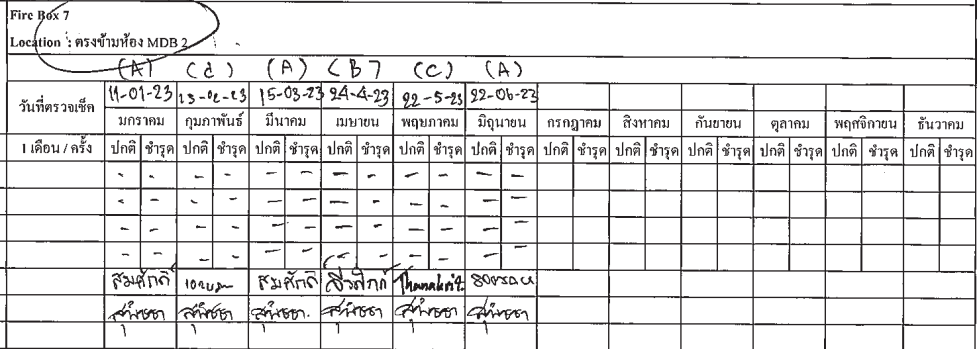 Fire Box 7
Location : ตรงข้ามห้อง MDB 2
(A) (d) (A) (B) (C) (A)
วันที่ตรวจเช็ค 11-01-23 13-02-23 15-03-23 24-4-23 22-5-23 22-06-23
มกราคม กุมภาพันธ์ มีนาคม เมษายน พฤษภาคม มิถุนายน กรกฎาคม สิงหาคม กันยายน ตุลาคม พฤศจิกายน ธันวาคม
1 เดือน / ครั้ง ปกติ ชำรุด ปกติ ชำรุด ปกติ ชำรุด ปกติ ชำรุด ปกติ ชำรุด ปกติ ชำรุด ปกติ ชำรุด ปกติ ชำรุด ปกติ ชำรุด ปกติ ชำรุด ปกติ ชำรุด ปกติ ชำรุด
- - - - - - - - - - - -
- - - - - - - - - - - -
- - - - - - - - - - - -
- - - - - - - - - - - -
สมศักดิ์ สมศักดิ์ Thanakrit